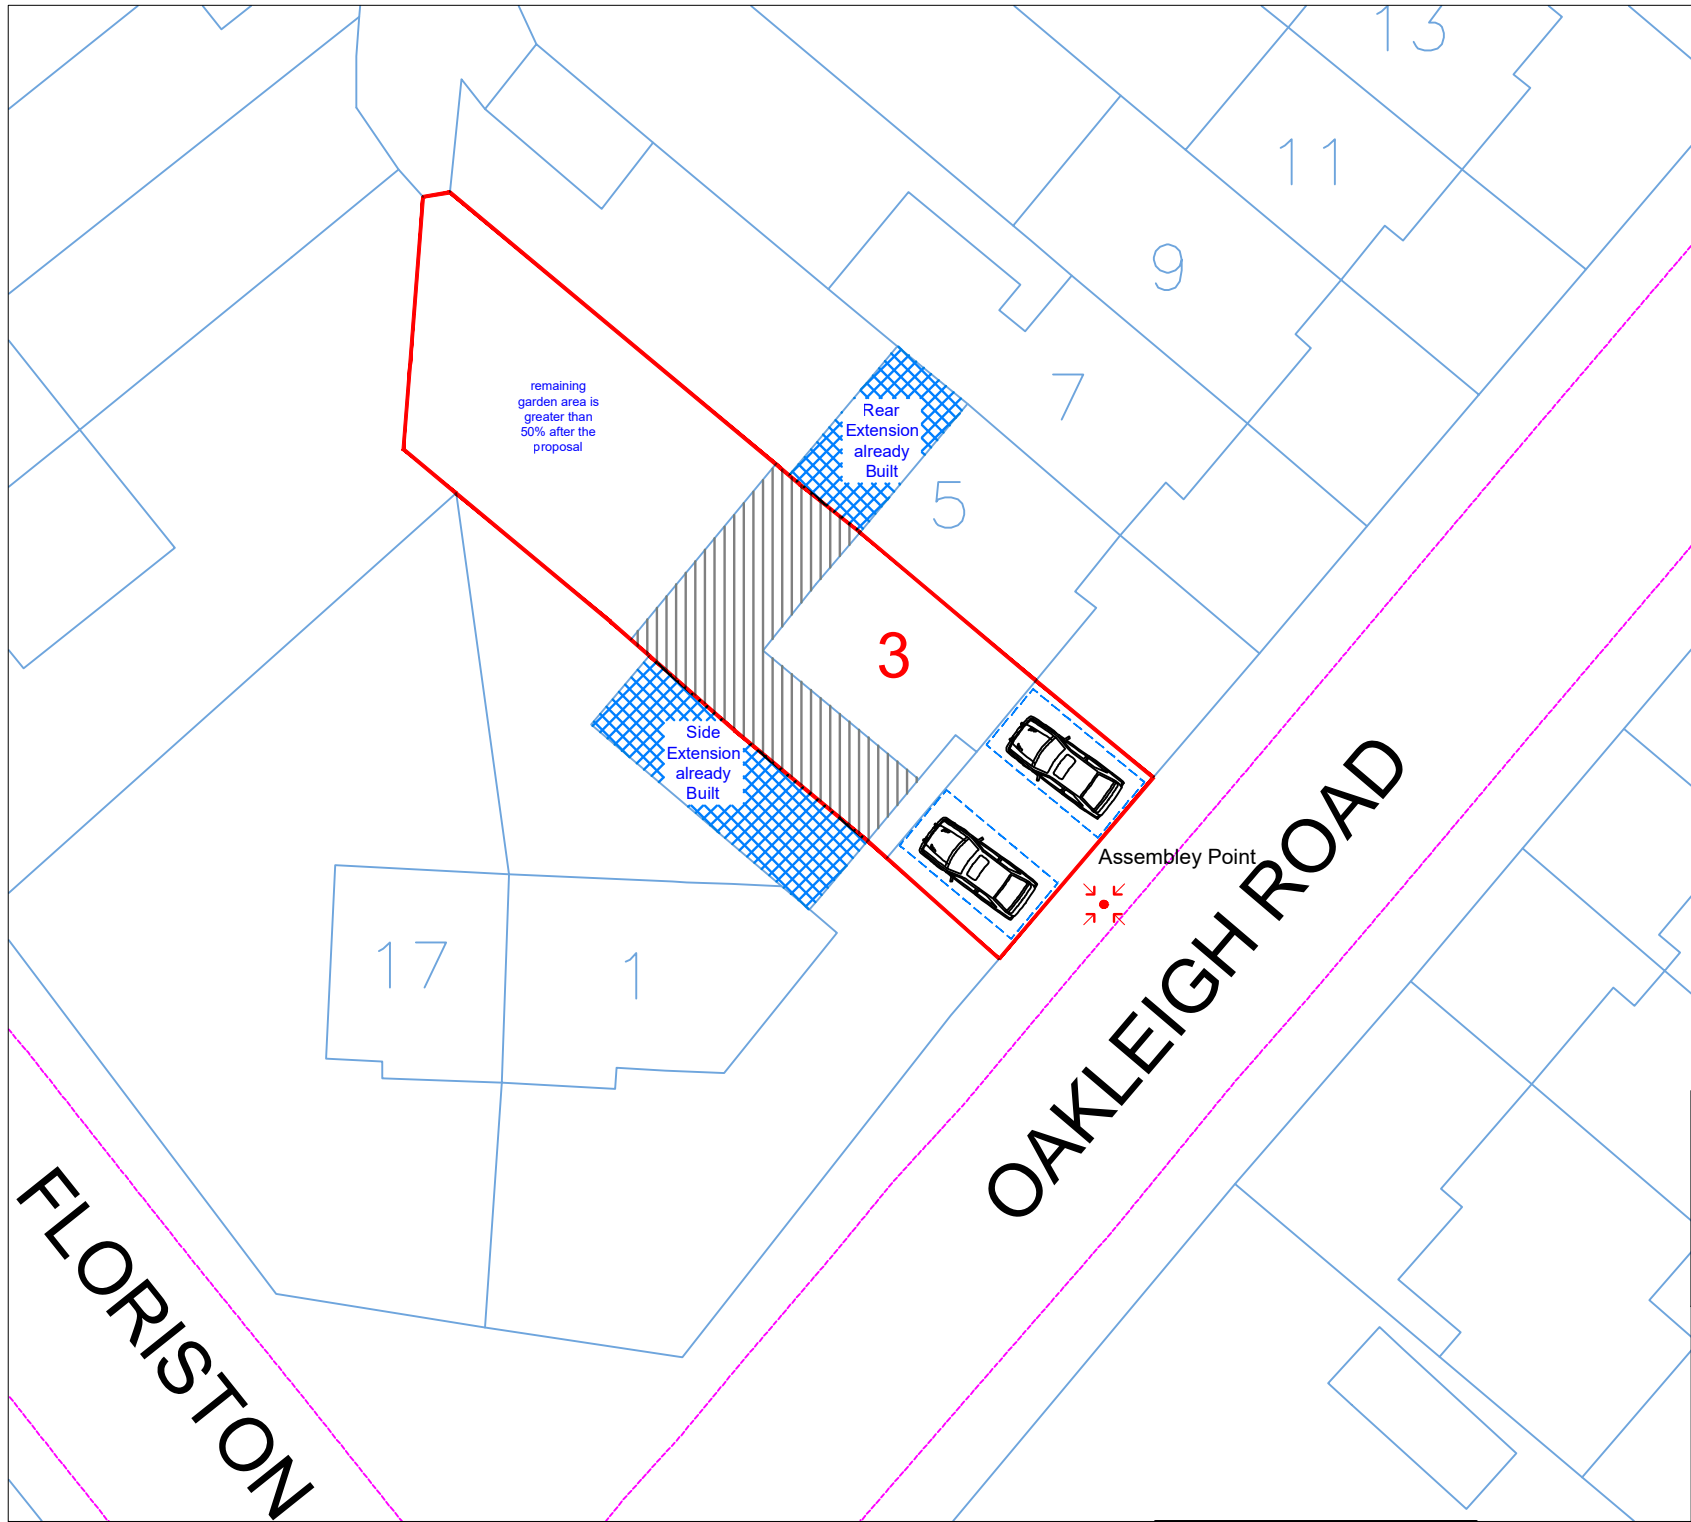 13
11
9
7
remaining
garden area is
greater than
50% after the
proposal
Rear
Extension
already
Built
5
3
Side
Extension
already
Built
Assembley Point
OAKLEIGH ROAD
17
1
FLORISTON